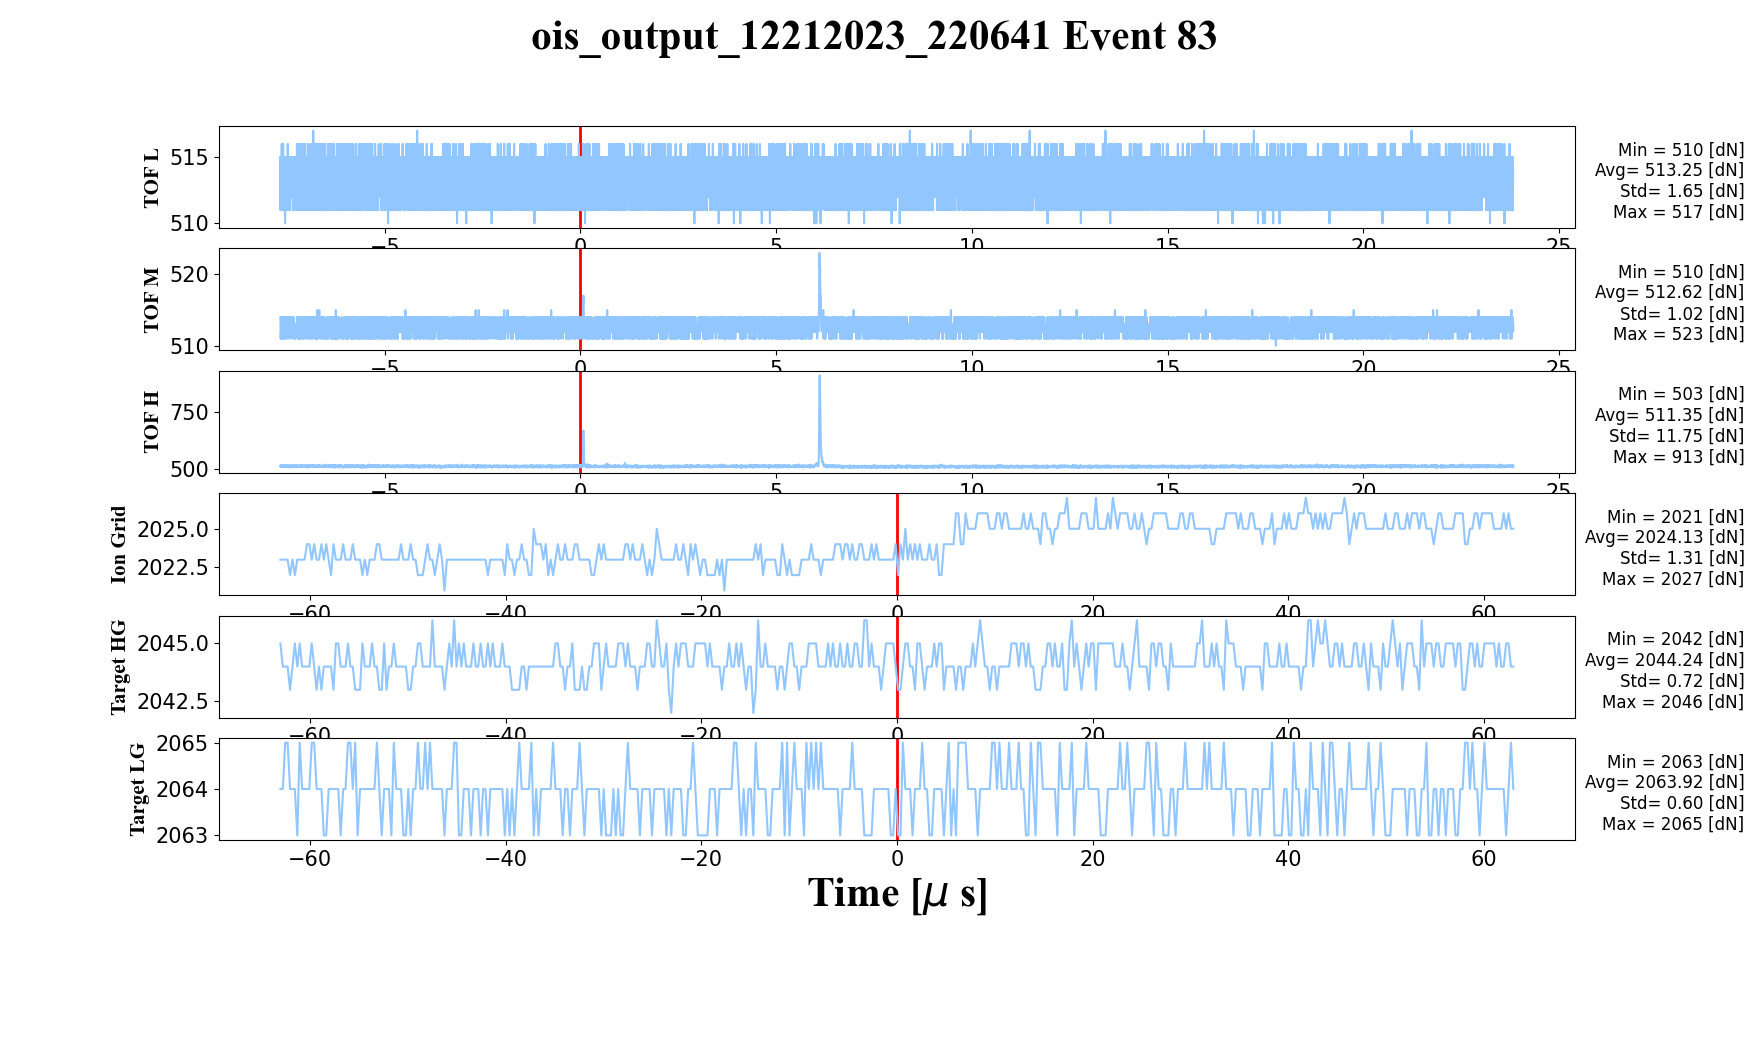 ois_output_12212023_220641 Event 83
TOF L
515
510
−5
0
5
10
15
20
25
Min = 510 [dN]
Avg= 513.25 [dN]
Std= 1.65 [dN]
Max = 517 [dN]
TOF M
520
510
−5
0
5
10
15
20
25
Min = 510 [dN]
Avg= 512.62 [dN]
Std= 1.02 [dN]
Max = 523 [dN]
TOF H
750
500
−5
0
5
10
15
20
25
Min = 503 [dN]
Avg= 511.35 [dN]
Std= 11.75 [dN]
Max = 913 [dN]
Ion Grid
2025.0
2022.5
−60
−40
−20
0
20
40
60
Min = 2021 [dN]
Avg= 2024.13 [dN]
Std= 1.31 [dN]
Max = 2027 [dN]
Target HG
2045.0
2042.5
−60
−40
−20
0
20
40
60
Min = 2042 [dN]
Avg= 2044.24 [dN]
Std= 0.72 [dN]
Max = 2046 [dN]
Target LG
2065
2064
2063
−60
−40
−20
0
20
40
60
Min = 2063 [dN]
Avg= 2063.92 [dN]
Std= 0.60 [dN]
Max = 2065 [dN]
Time [μ s]